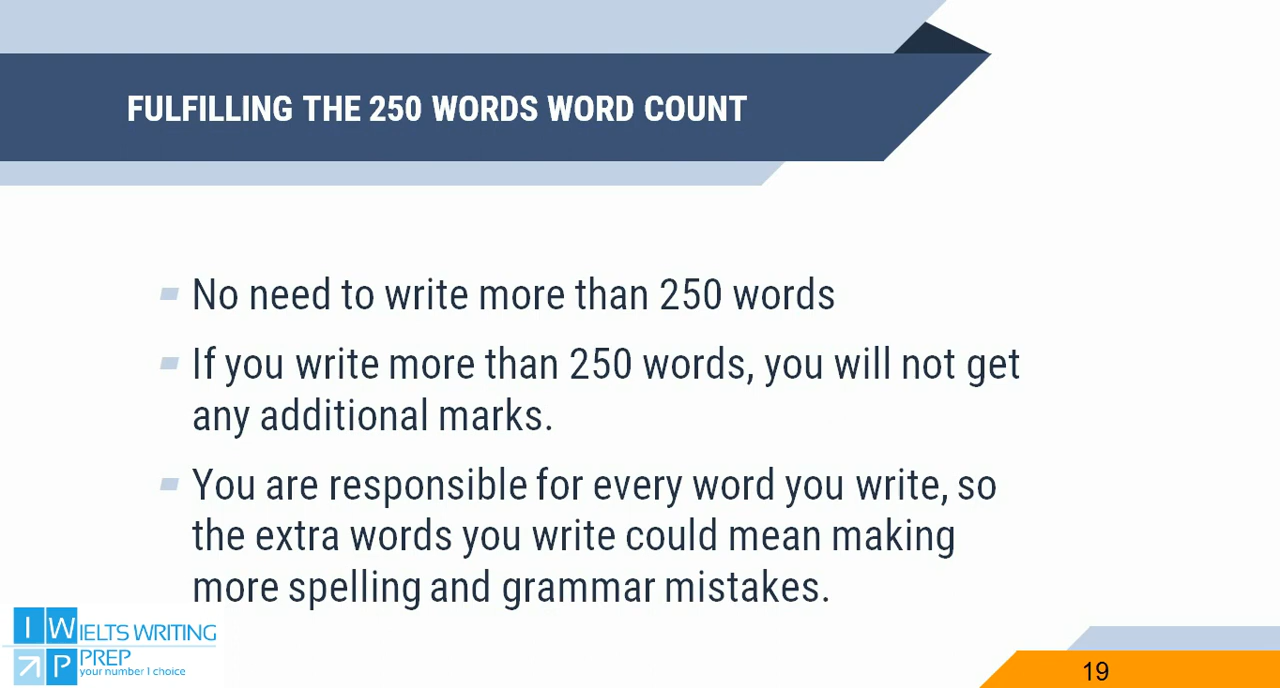 FULFILLING THE 250 WORDS WORD COUNT
No need to write more than 250 words
If you write more than 250 words, you will not get
any additional marks.
You are responsible for every word you write, so
the extra words you write could mean making
more spelling and grammar mistakes.
I W
P
IELTS WRITING
PREP
your number 1 choice
19